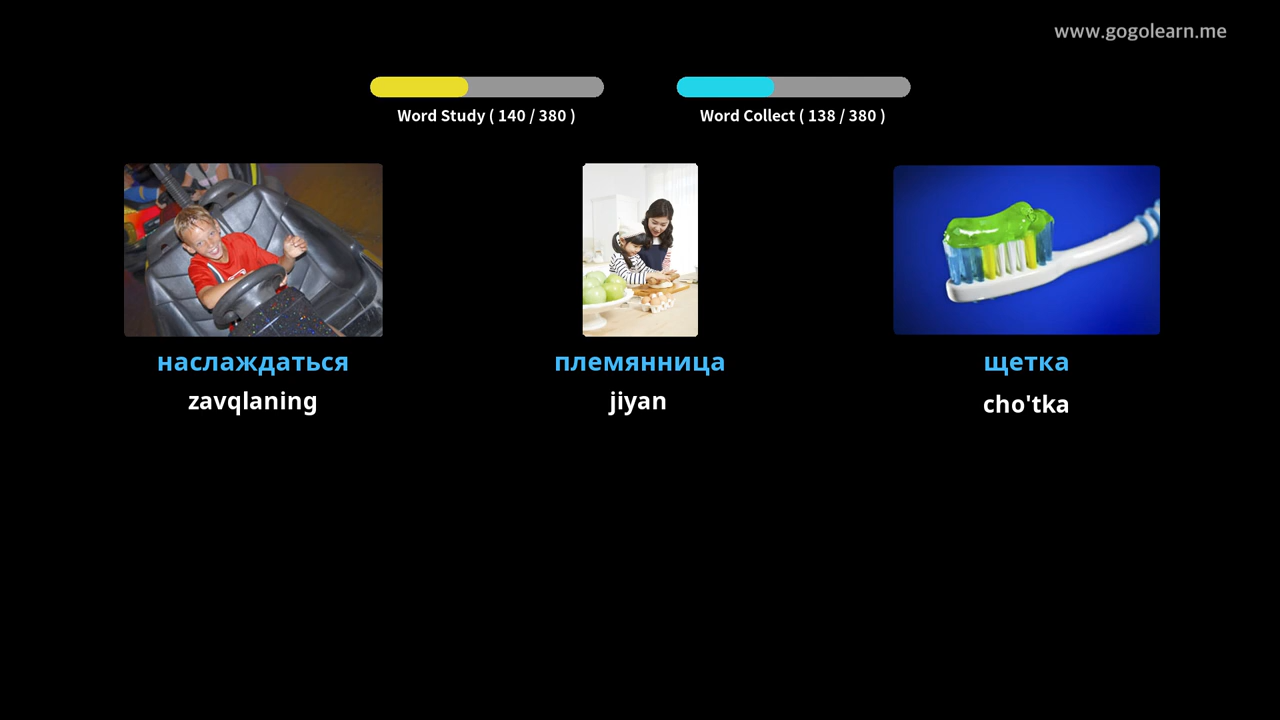 www.gogolearn.me
Word Study ( 140 / 380 )
Word Collect ( 138 / 380 )
наслаждаться
zavqlaning
племянница
jiyan
щетка
cho'tka